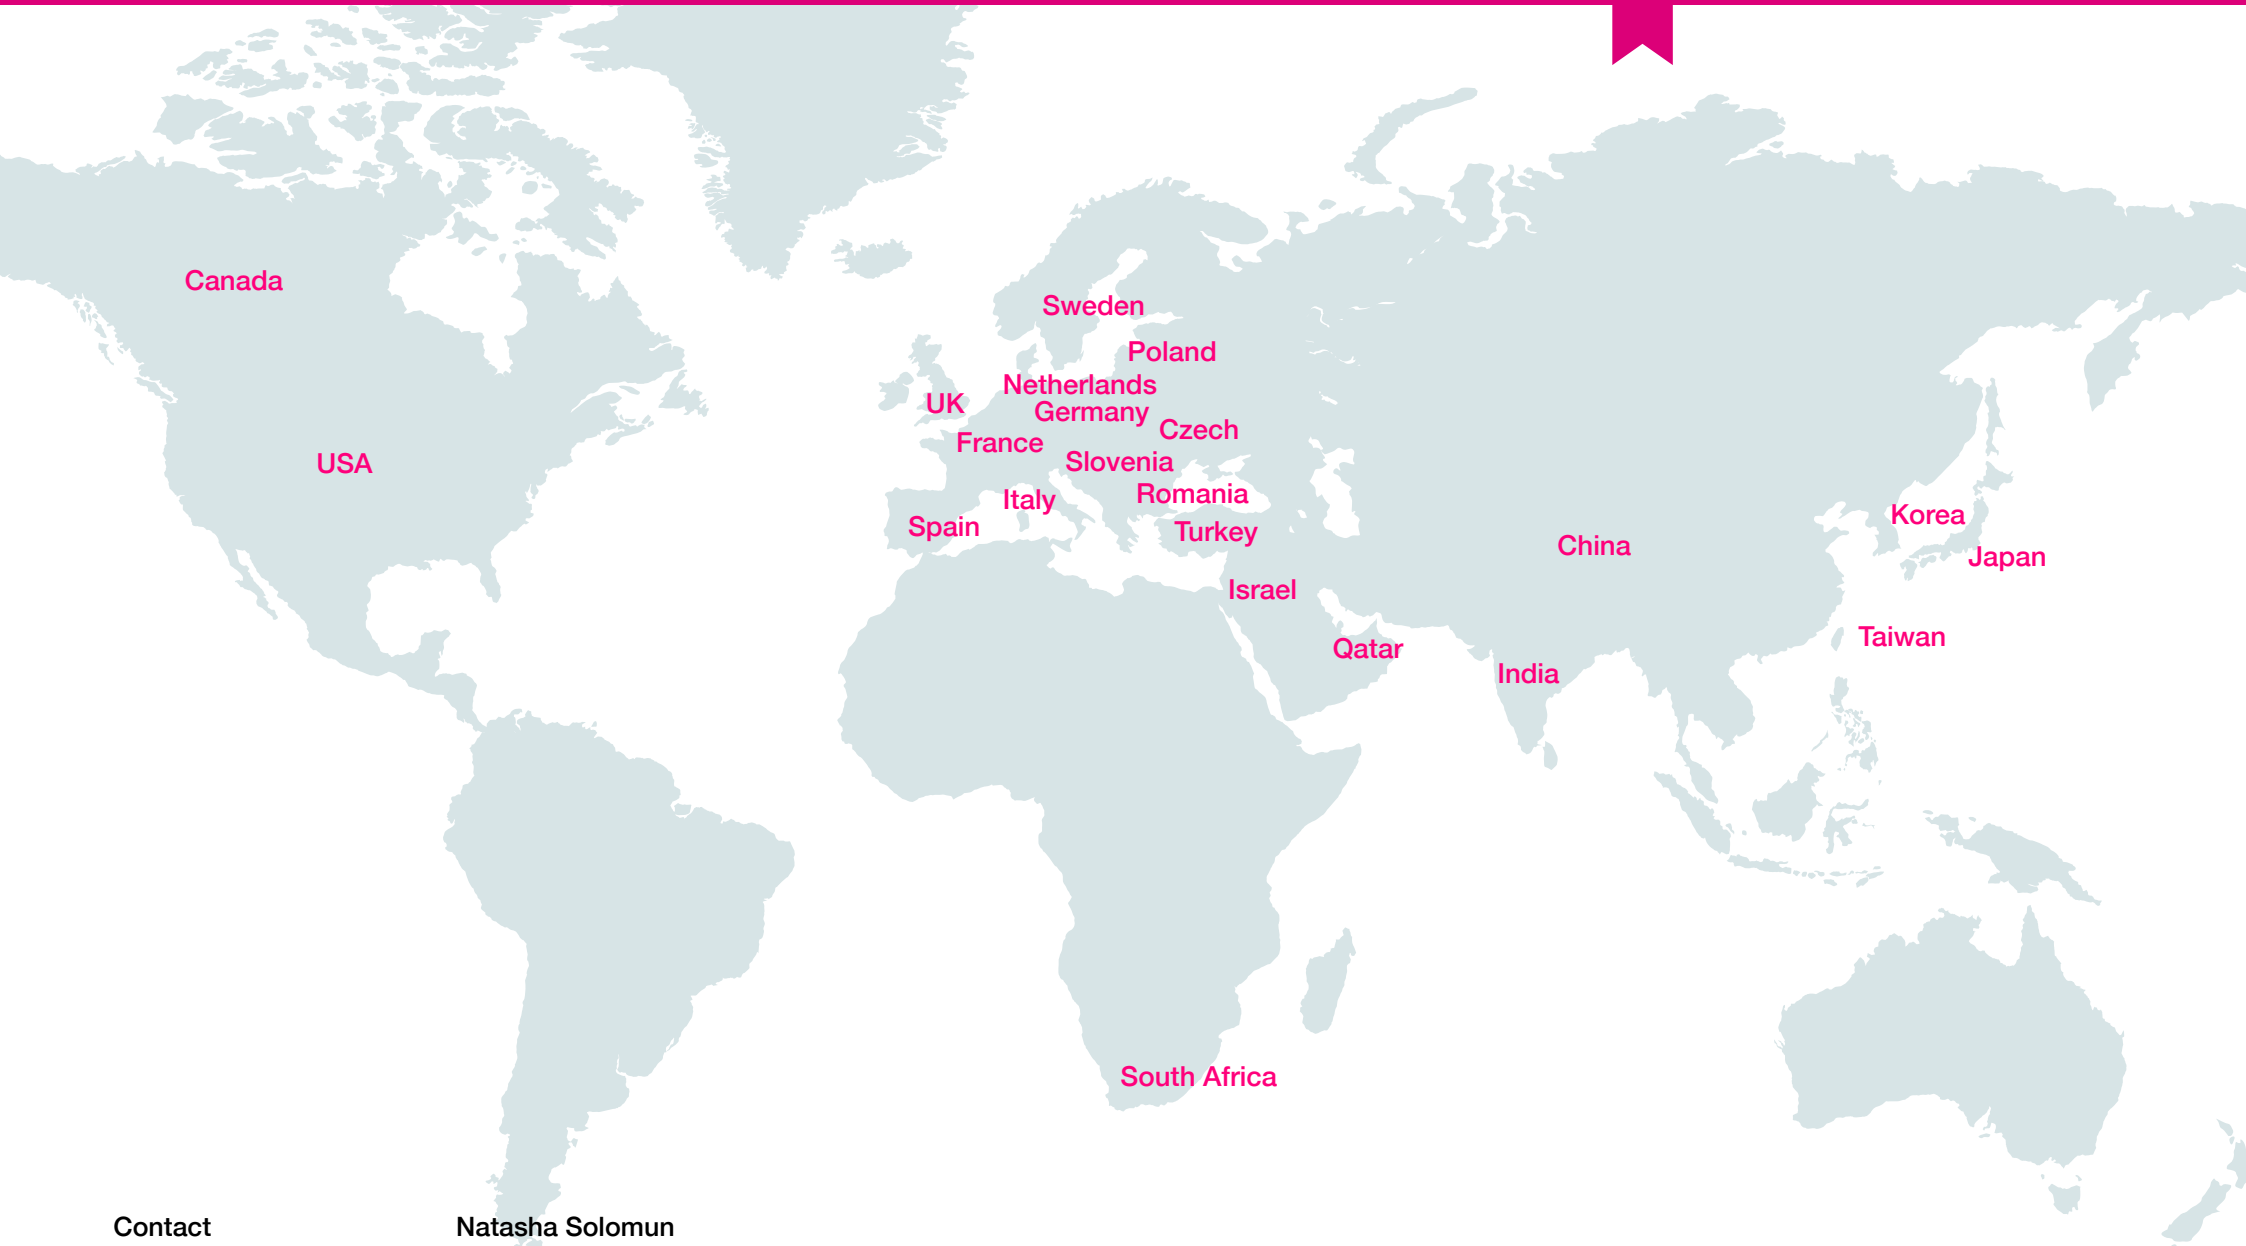 Canada
Sweden
Poland
Netherlands
UK
Germany
Czech
France
Slovenia
USA
Romania
Italy
Korea
Spain
Turkey
China
Japan
Israel
Taiwan
Qatar
India
South Africa
Contact
Natasha Solomun